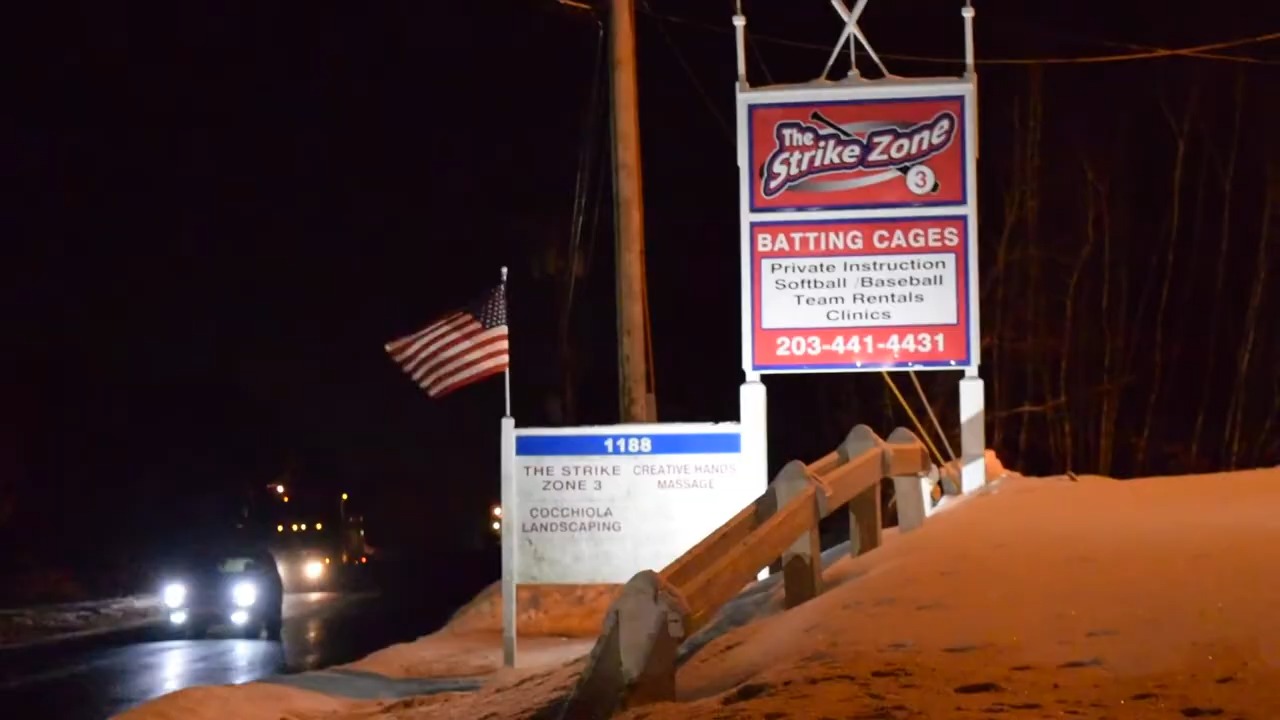 The
Strike Zone
3
BATTING CAGES
Private Instruction
Softball /Baseball
Team Rentals
Clinics
203-441-4431
1188
THE STRIKE
ZONE 3
CREATIVE HANDS
MASSAGE
COCCHIOLA
LANDSCAPING